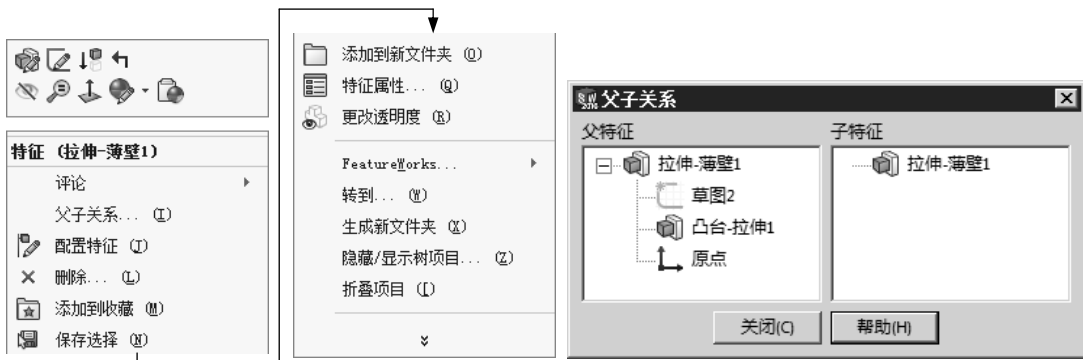 特征 (拉伸-薄壁1)
评论
父子关系... (I)
配置特征 (J)
删除... (L)
添加到收藏 (M)
保存选择 (N)
添加到新文件夹 (O)
特征属性... (Q)
更改透明度 (R)
FeatureWorks...
转到... (W)
生成新文件夹 (X)
隐藏/显示树项目... (Z)
折叠项目 (I)
SW 2016 父子关系
父特征
拉伸-薄壁1
草图2
凸台-拉伸1
原点
子特征
拉伸-薄壁1
关闭(C)
帮助(H)